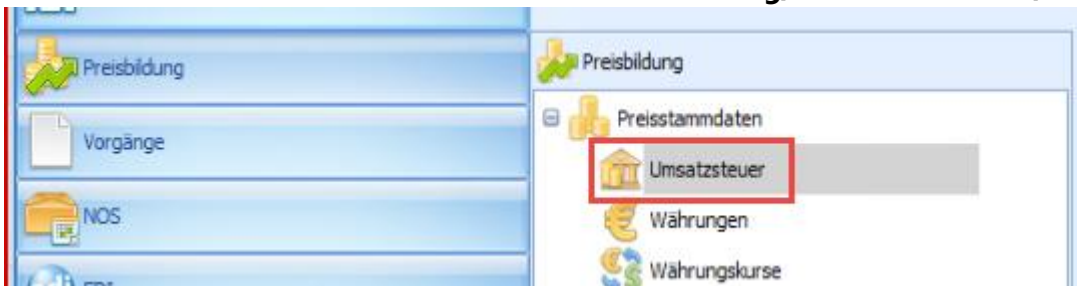 Preisbildung
Vorgänge
NOS
Preisbildung
Preisstammdaten
Umsatzsteuer
Währungen
Währungskurse